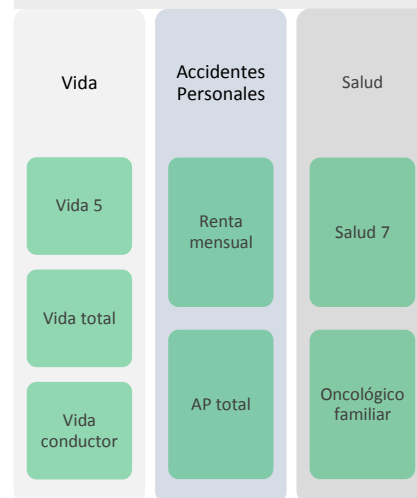 Vida
Vida 5
Vida total
Vida
conductor
Accidentes
Personales
Renta
mensual
AP total
Salud
Salud 7
Oncológico
familiar